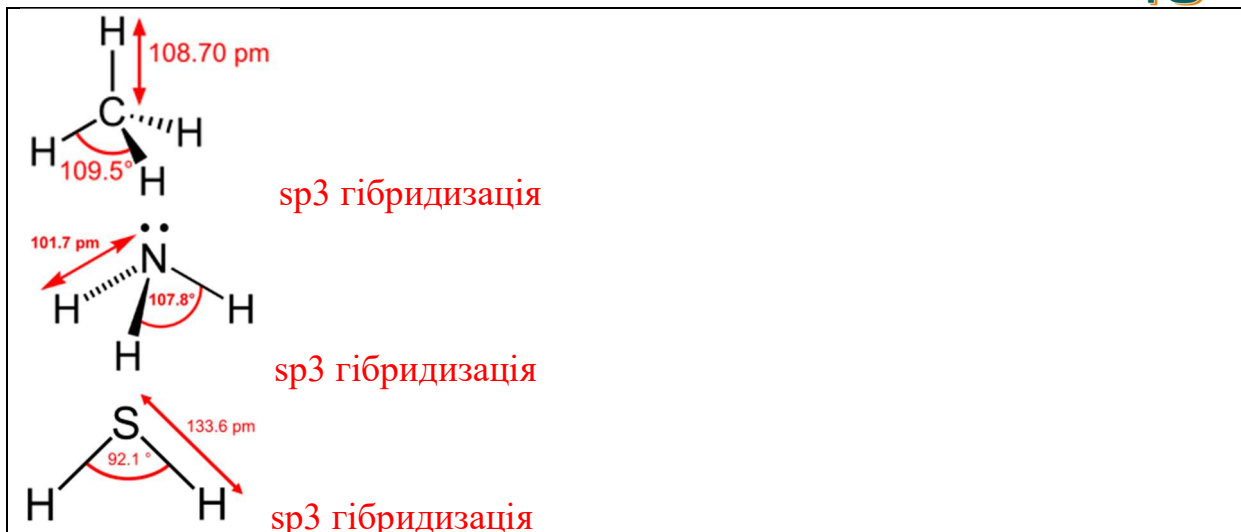 H
108.70 pm
C
H
H
109.5°
H
sp3 гібридизація
••
101.7 pm
N
H
107.8°
H
H
sp3 гібридизація
S
133.6 pm
92.1 °
H
H
sp3 гібридизація